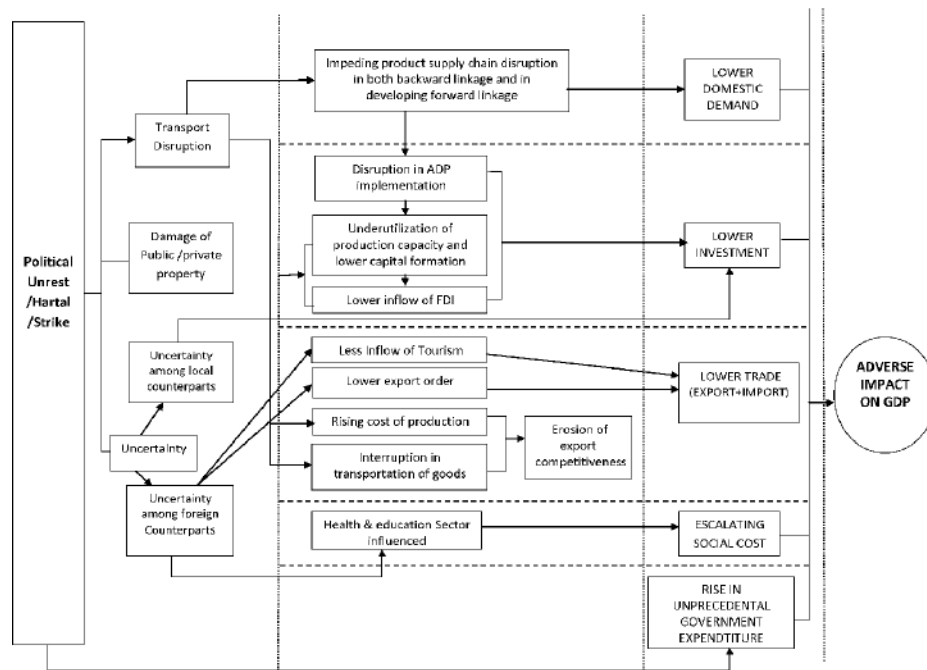 Political
Unrest
/Hartal
/Strike
Transport
Disruption
Damage of
Public /private
property
Uncertainty
among local
counterparts
Uncertainty
Uncertainty
among foreign
Counterparts
Impeding product supply chain disruption
in both backward linkage and in
developing forward linkage
Disruption in ADP
implementation
Underutilization of
production capacity and
lower capital formation
Lower inflow of FDI
Less Inflow of Tourism
Lower export order
Rising cost of production
Interruption in
transportation of goods
Erosion of
export
competitiveness
Health & education Sector
influenced
LOWER
DOMESTIC
DEMAND
LOWER
INVESTMENT
LOWER TRADE
(EXPORT+IMPORT)
ESCALATING
SOCIAL COST
RISE IN
UNPRECEDENTAL
GOVERNMENT
EXPENDTITURE
ADVERSE
IMPACT
ON GDP